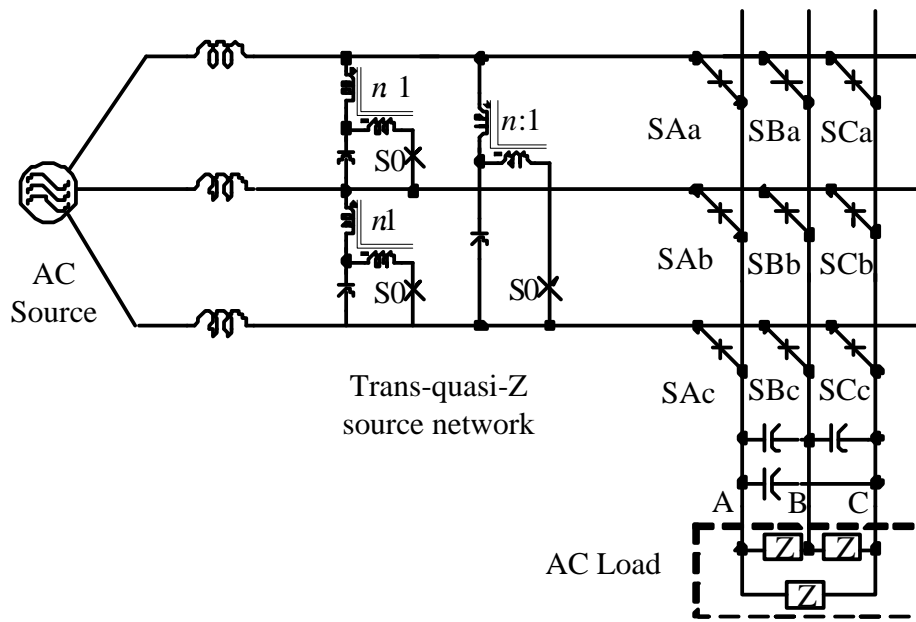 n 1
n:1
SAa
SBa
SCa
S0
n1
AC
Source
S0
S0
SAb
SBb
SCb
Trans-quasi-Z
source network
SAc
SBc
SCc
A
B
C
AC Load
Z
Z
Z